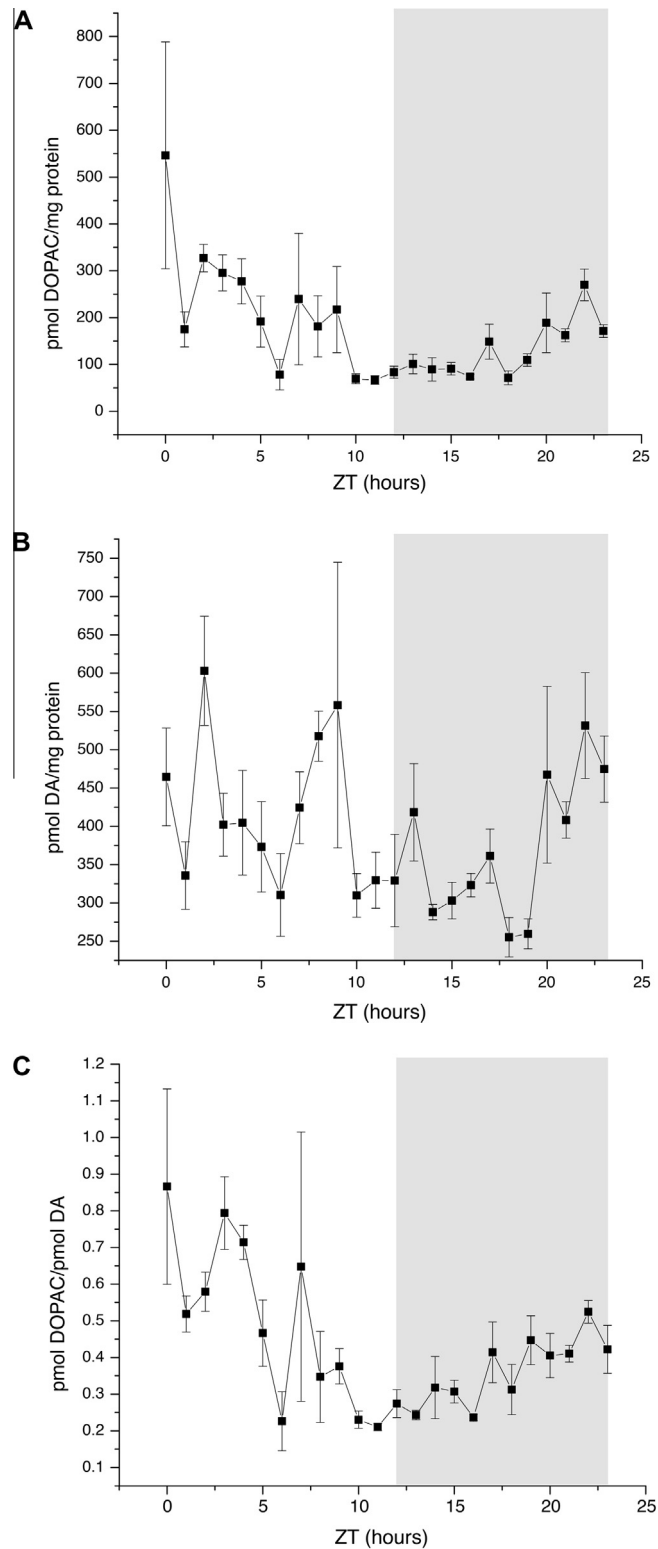 A
800
700
600
500
400
300
200
100
0
pmol DOPAC/mg protein
0 5 10 15 20 25
ZT (hours)
B
750
700
650
600
550
500
450
400
350
300
250
pmol DA/mg protein
0 5 10 15 20 25
ZT (hours)
C
1.2
1.1
1.0
0.9
0.8
0.7
0.6
0.5
0.4
0.3
0.2
0.1
pmol DOPAC/pmol DA
0 5 10 15 20 25
ZT (hours)